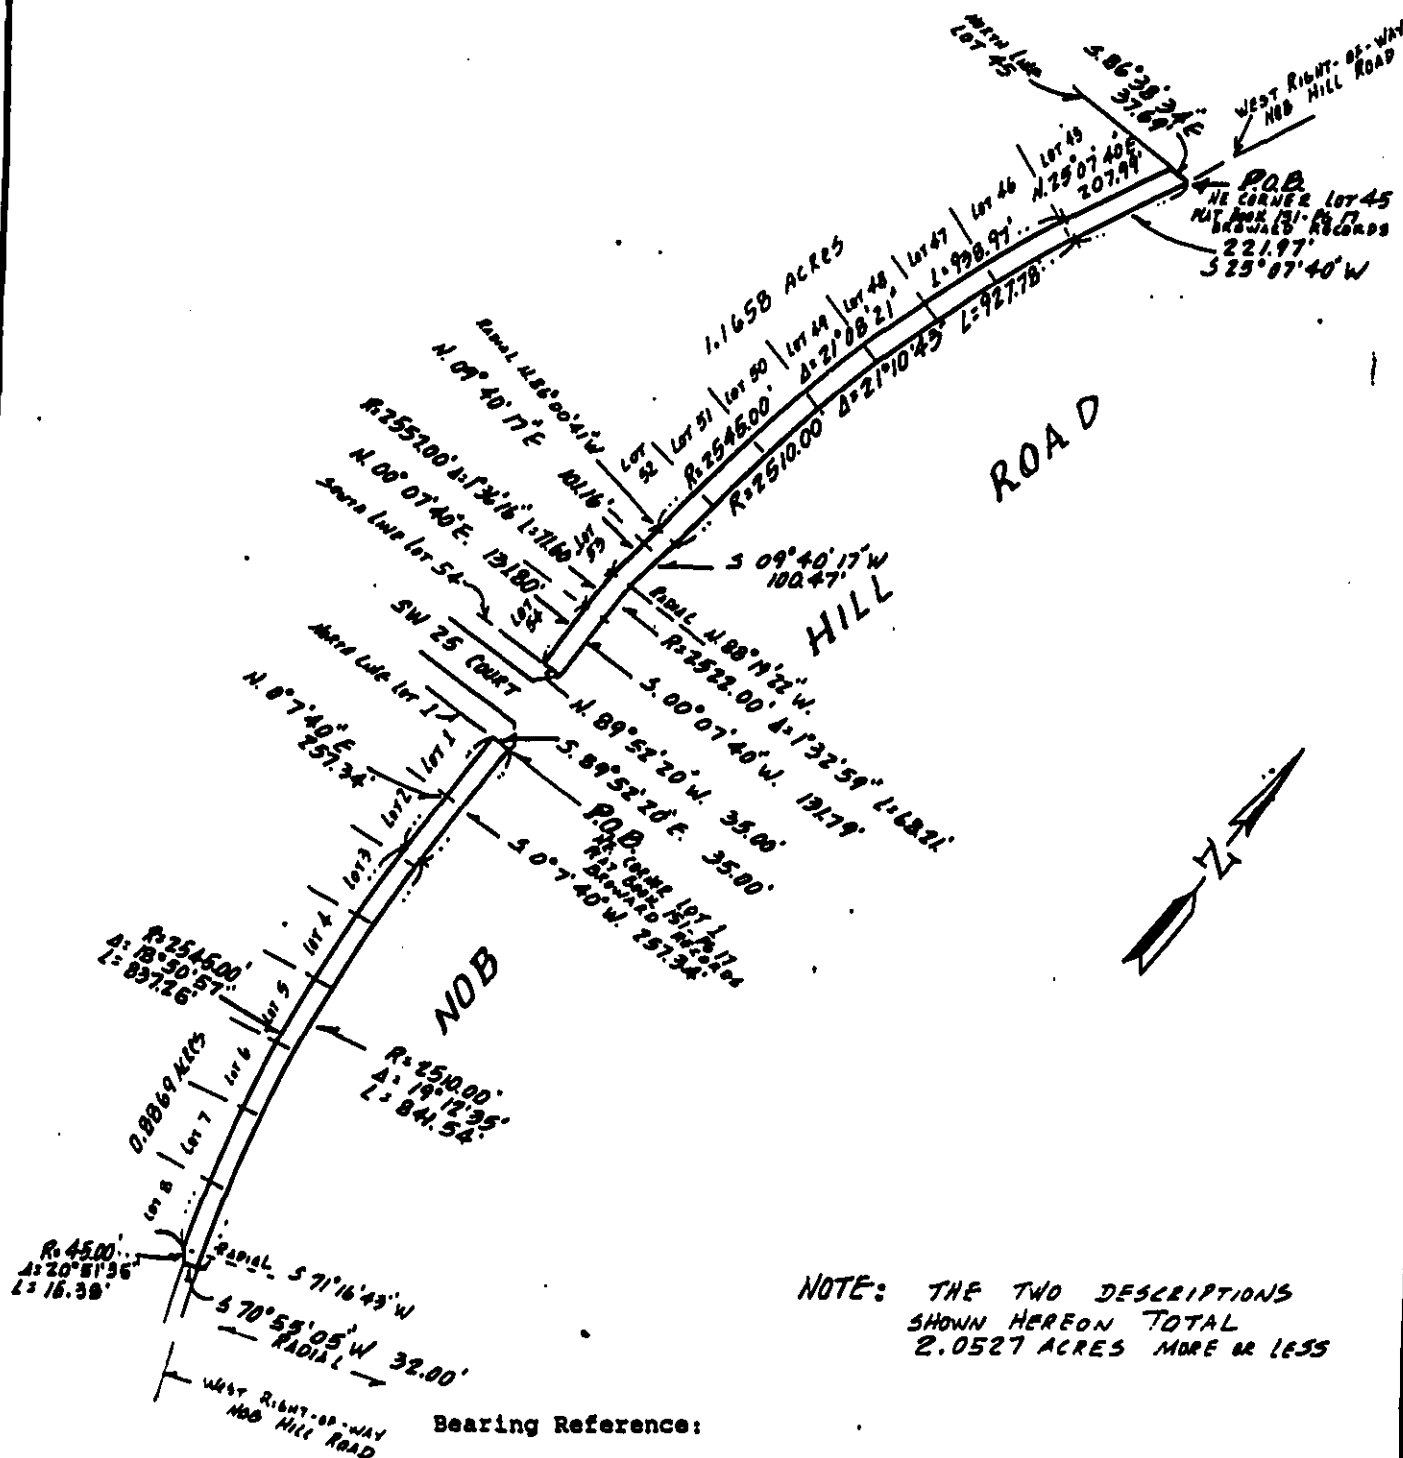 NORTH LINE
LOT 45
S.86°38'34"E
37.69'
WEST RIGHT-OF-WAY
NOB HILL ROAD
P.O.B.
NE CORNER LOT 45
PLAT BOOK 151-PG 17
BROWARD RECORDS
221.97'
S 25°07'40"W
N.25°07'40"E
207.99'
LOT 45
LOT 46
LOT 47
LOT 48
LOT 49
LOT 50
LOT 51
LOT
52
LOT
53
LOT
54
1.1658 ACRES
L=938.97'
Δ=21°08'21"
R=2545.00'
L=927.78'
Δ=21°10'43"
R=2510.00'
RADIAL N.86°00'41"W
N. 09°40'17"E
101.16'
R=2557.00' Δ=1°36'16" L=71.60'
N. 00°07'40"E. 131.80'
SOUTH LINE LOT 54
SW 25 COURT
NORTH LINE LOT 1
N. 0°7'40"E
257.34'
S 09°40'17"W
100.47'
RADIAL N.88°19'22"W.
R=2522.00' Δ=1°32'59" L=68.21'
S. 00°07'40"W. 131.79'
N. 89°52'20"W. 35.00'
S. 89°52'20"E. 35.00'
P.O.B.
NE CORNER LOT 1
PLAT BOOK 151-PG 17
BROWARD RECORDS
S 0°7'40"W. 257.34'
NOB
HILL
ROAD
N
LOT 1
LOT 2
LOT 3
LOT 4
LOT 5
LOT 6
LOT 7
LOT 8
R=2545.00'
Δ=18°50'57"
L=837.26'
0.8869 ACRES
R=2510.00'
Δ=19°12'35"
L=841.54'
R=45.00'
Δ=20°51'36"
L=16.38'
RADIAL S 71°16'43"W
S 70°55'05"W 32.00'
RADIAL
WEST RIGHT-OF-WAY
NOB HILL ROAD
NOTE: THE TWO DESCRIPTIONS
SHOWN HEREON TOTAL
2.0527 ACRES MORE OR LESS
Bearing Reference: